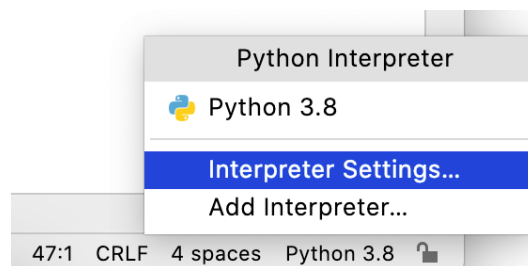 Python Interpreter
Python 3.8
Interpreter Settings...
Add Interpreter...
47:1 CRLF 4 spaces Python 3.8